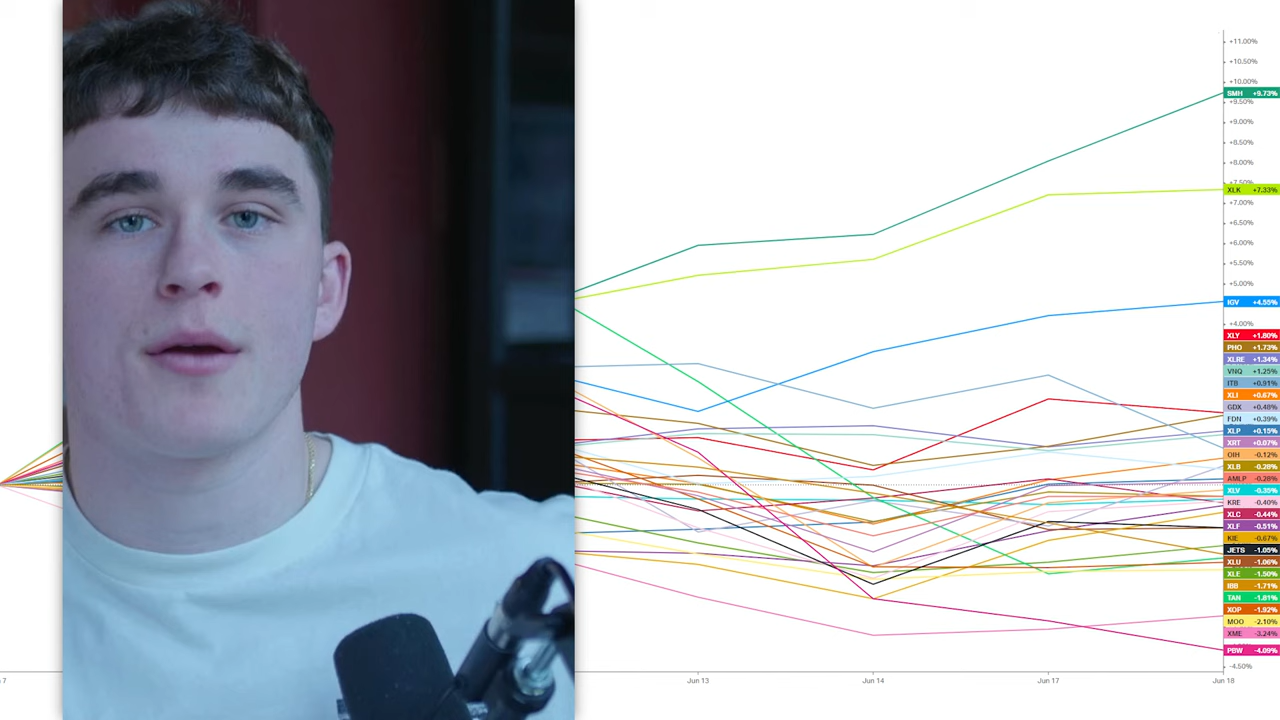 +11.00%
+10.50%
+10.00%
SMH +9.73%
+9.50%
+9.00%
+8.50%
+8.00%
+7.50%
XLK +7.33%
+7.00%
+6.50%
+6.00%
+5.50%
+5.00%
IGV +4.55%
+4.00%
XLY +1.80%
PHO +1.73%
XLRE +1.34%
VNQ +1.25%
ITB +0.91%
XLI +0.67%
GDX +0.48%
FDN +0.39%
XLP +0.15%
XRT +0.07%
OIH -0.12%
XLB -0.28%
AMLP -0.28%
XLV -0.35%
KRE -0.40%
XLC -0.44%
XLF -0.51%
KIE -0.67%
JETS -1.05%
XLU -1.06%
XLE -1.50%
IBB -1.71%
TAN -1.81%
XOP -1.92%
MOO -2.10%
XME -3.24%
PBW -4.09%
-4.50%
7 Jun 13 Jun 14 Jun 17 Jun 18